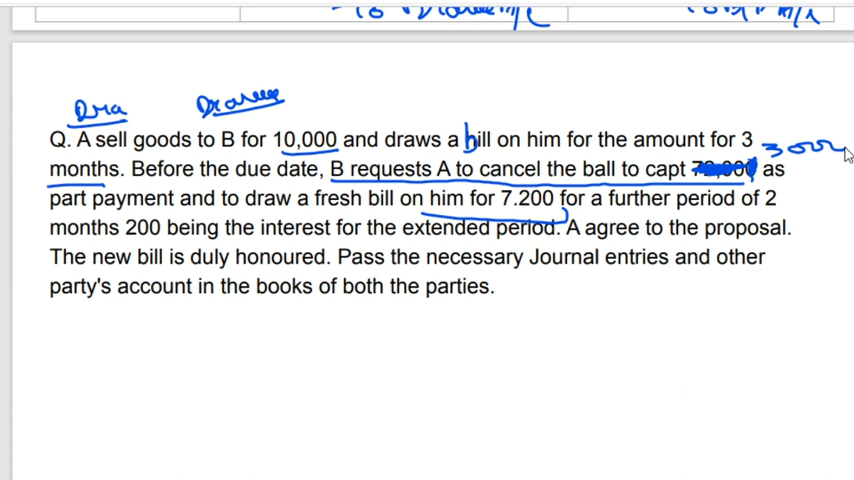 Drawee
Q. A sell goods to B for 10,000 and draws a bill on him for the amount for 3
months. Before the due date, B requests A to cancel the ball to capt 3000 as
part payment and to draw a fresh bill on him for 7.200 for a further period of 2
months 200 being the interest for the extended period. A agree to the proposal.
The new bill is duly honoured. Pass the necessary Journal entries and other
party's account in the books of both the parties.